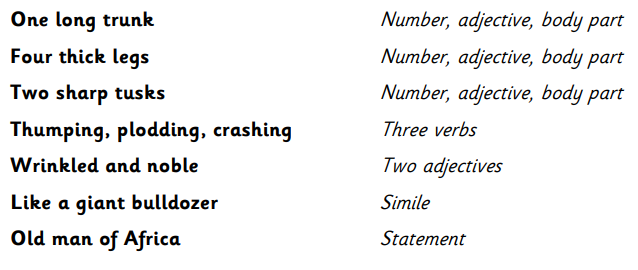 One long trunk Number, adjective, body part
Four thick legs Number, adjective, body part
Two sharp tusks Number, adjective, body part
Thumping, plodding, crashing Three verbs
Wrinkled and noble Two adjectives
Like a giant bulldozer Simile
Old man of Africa Statement